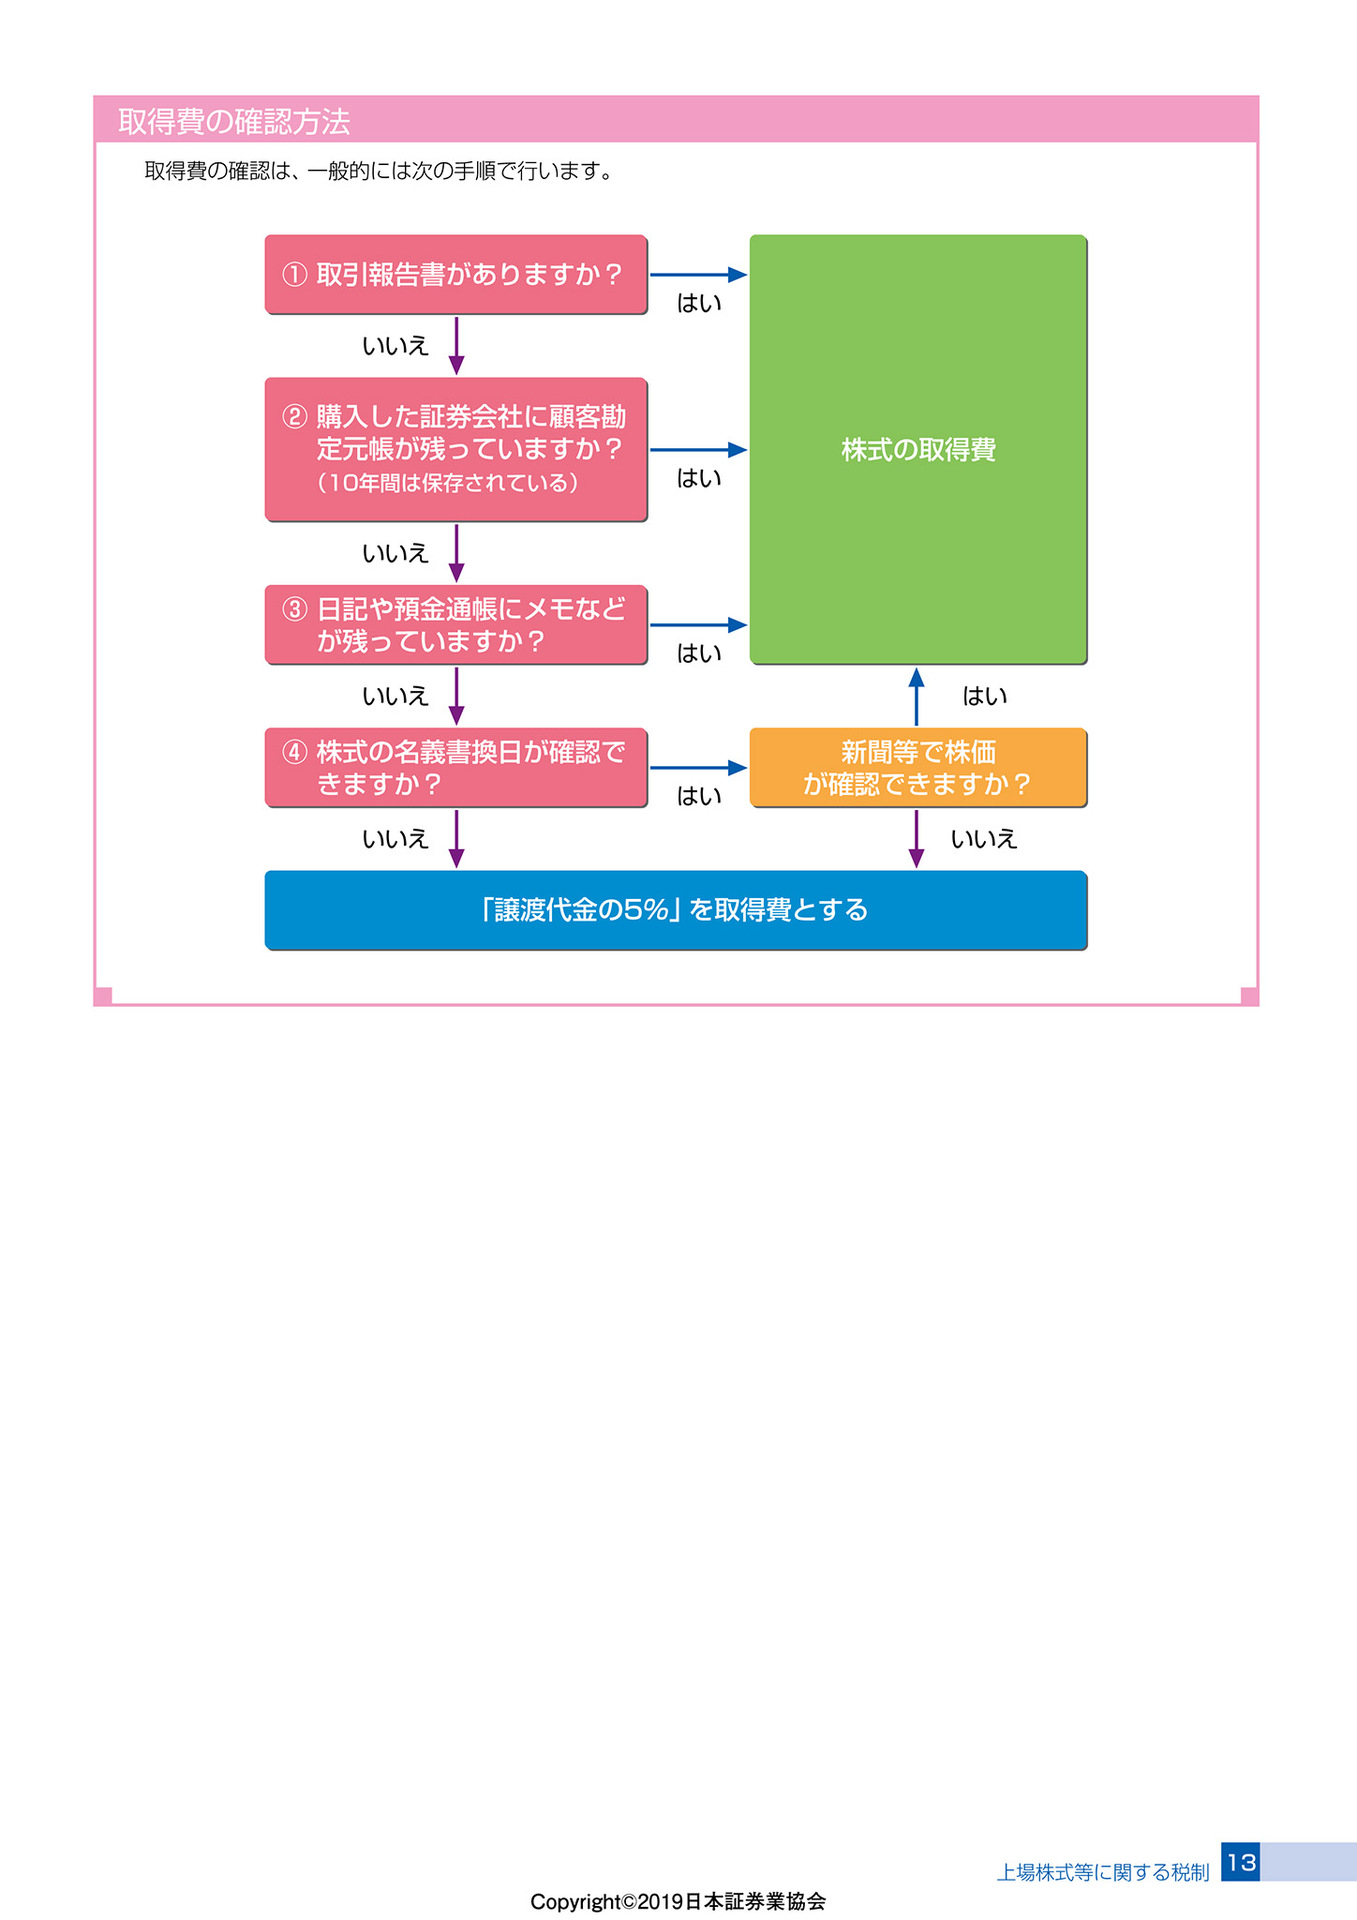 取得費の確認方法
取得費の確認は、一般的には次の手順で行います。
① 取引報告書がありますか？
はい
いいえ
② 購入した証券会社に顧客勘
定元帳が残っていますか？
（10年間は保存されている）
はい
株式の取得費
いいえ
③ 日記や預金通帳にメモなど
が残っていますか？
はい
いいえ
はい
④ 株式の名義書換日が確認で
きますか？
はい
新聞等で株価
が確認できますか？
いいえ
いいえ
「譲渡代金の5％」を取得費とする
上場株式等に関する税制 13
Copyright©2019日本証券業協会